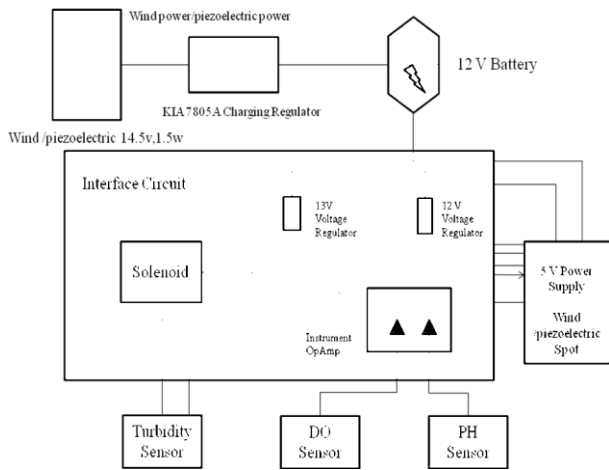 Wind power/piezoelectric power
12 V Battery
KIA 7805 A Charging Regulator
Wind /piezoelectric 14.5v,1.5w
Interface Circuit
13V
Voltage
Regulator
12 V
Voltage
Regulator
Solenoid
5 V Power
Supply
Wind
/piezoelectric
Spot
Instrument
OpAmp
Turbidity
Sensor
DO
Sensor
PH
Sensor